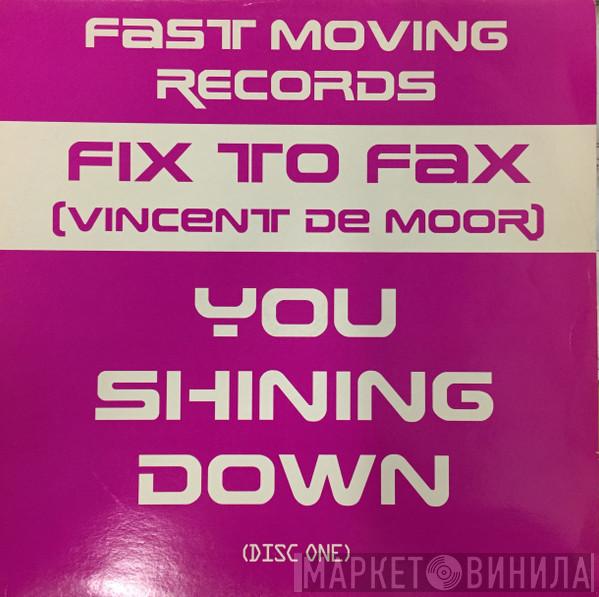 FAST MOVING
RECORDS
FIX TO FAX
(VINCENT DE MOOR)
YOU
SHINING
DOWN
(DISC ONE)
МАРКЕТ ВИНИЛА